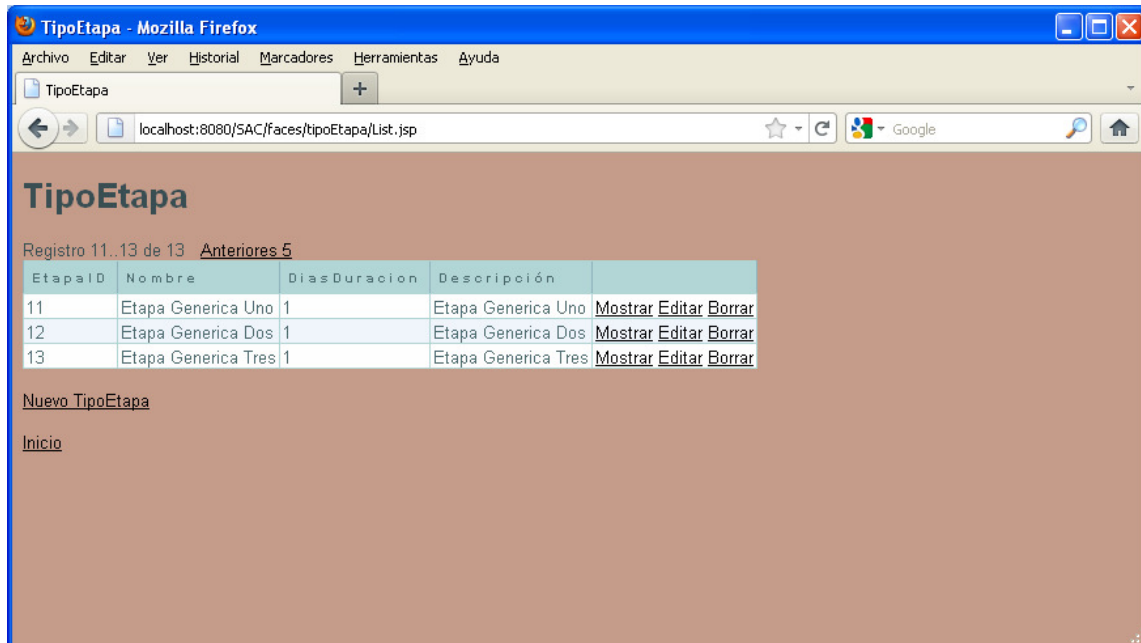 TipoEtapa - Mozilla Firefox
Archivo Editar Ver Historial Marcadores Herramientas Ayuda
TipoEtapa
localhost:8080/SAC/faces/tipoEtapa/List.jsp Google
TipoEtapa
Registro 11..13 de 13 Anteriores 5
EtapaID Nombre DiasDuracion Descripción
11 Etapa Generica Uno 1 Etapa Generica Uno Mostrar Editar Borrar
12 Etapa Generica Dos 1 Etapa Generica Dos Mostrar Editar Borrar
13 Etapa Generica Tres 1 Etapa Generica Tres Mostrar Editar Borrar
Nuevo TipoEtapa
Inicio